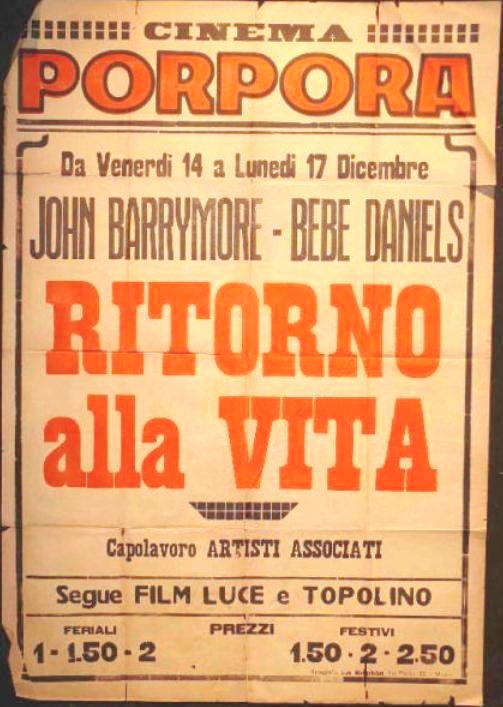 CINEMA
PORPORA
Da Venerdì 14 a Lunedì 17 Dicembre
JOHN BARRYMORE - BEBE DANIELS
RITORNO
alla VITA
Capolavoro ARTISTI ASSOCIATI
Segue FILM LUCE e TOPOLINO
FERIALI PREZZI FESTIVI
1 - 1.50 - 2 1.50 - 2 - 2.50